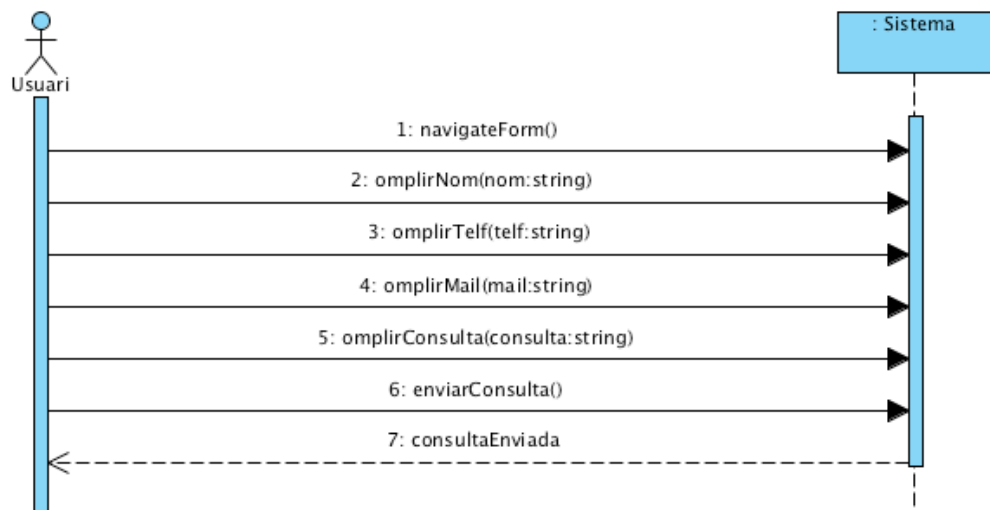 : Sistema
Usuari
1: navigateForm()
2: omplirNom(nom:string)
3: omplirTelf(telf:string)
4: omplirMail(mail:string)
5: omplirConsulta(consulta:string)
6: enviarConsulta()
7: consultaEnviada